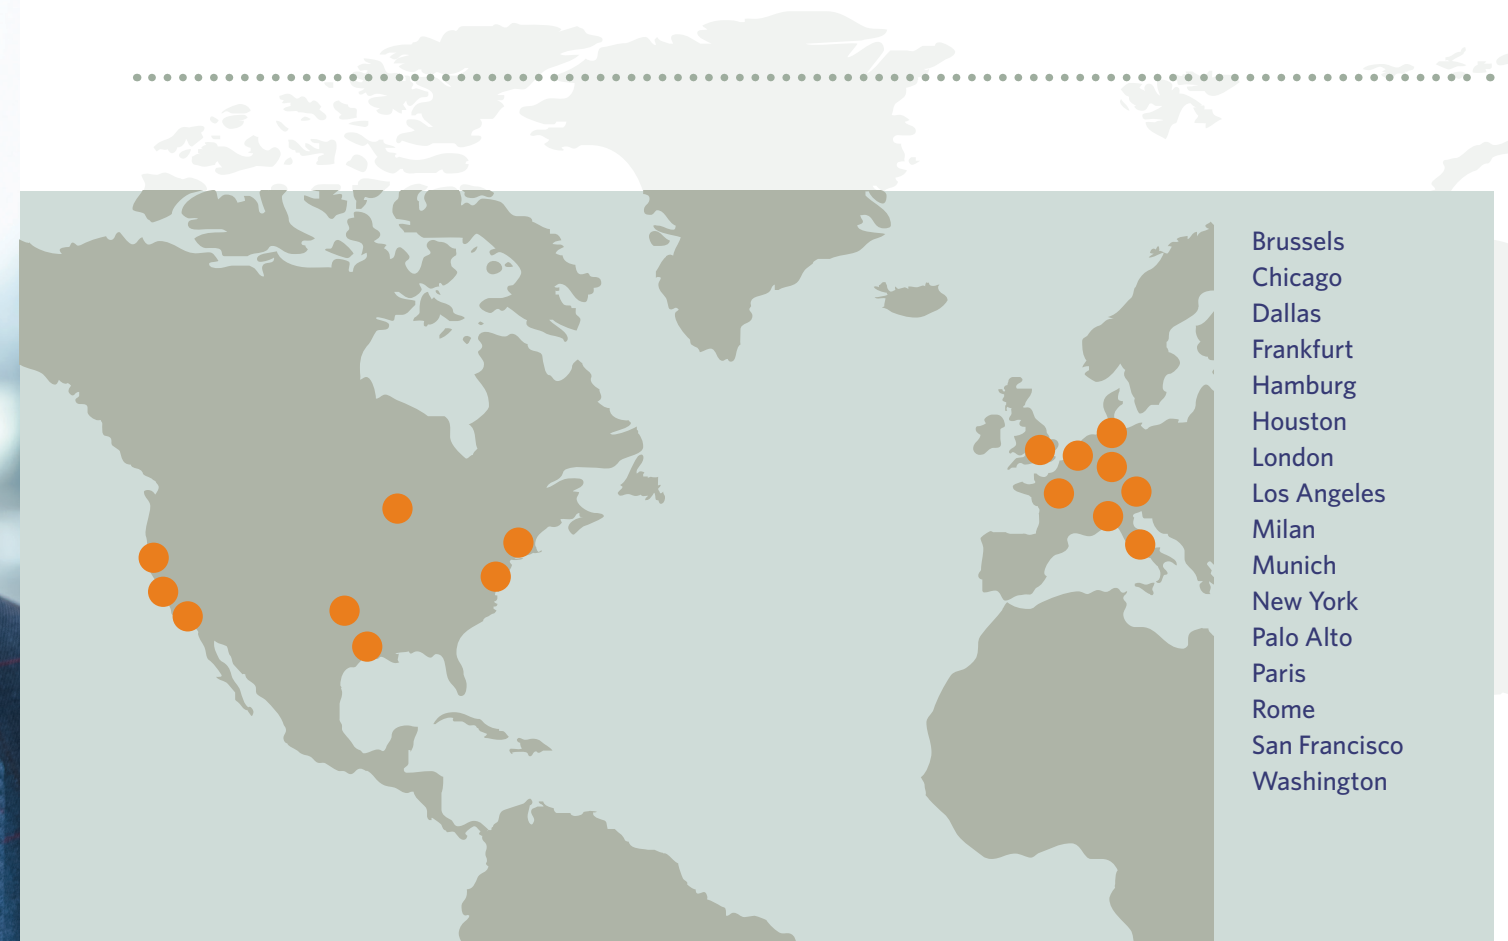 Brussels
Chicago
Dallas
Frankfurt
Hamburg
Houston
London
Los Angeles
Milan
Munich
New York
Palo Alto
Paris
Rome
San Francisco
Washington